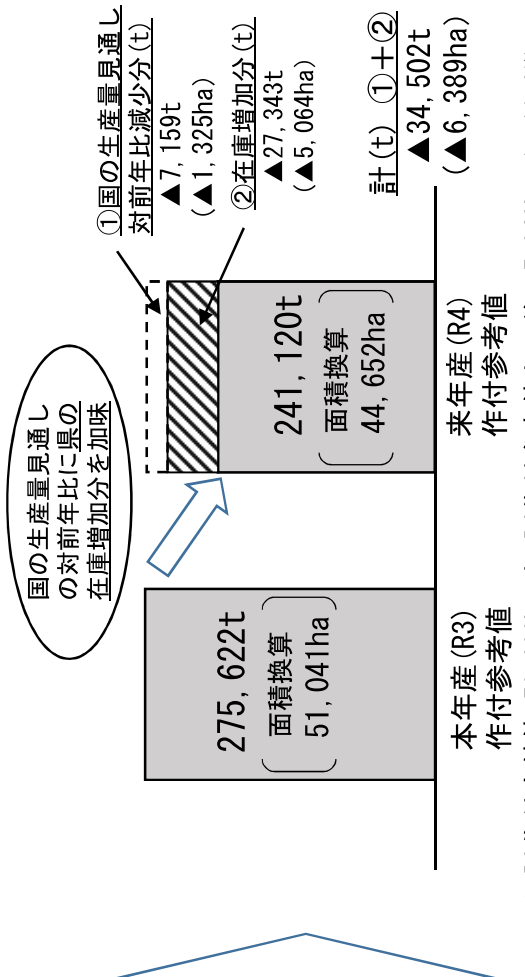 国の生産量見通し
の対前年比に県の
在庫増加分を加味
①国の生産量見通し
対前年比減少分(t)
▲7,159t
(▲1,325ha)
②在庫増加分(t)
▲27,343t
(▲5,064ha)
計(t) ①+②
▲34,502t
(▲6,389ha)
275,622t
面積換算
51,041ha
241,120t
面積換算
44,652ha
本年産(R3)
作付参考値
来年産(R4)
作付参考値